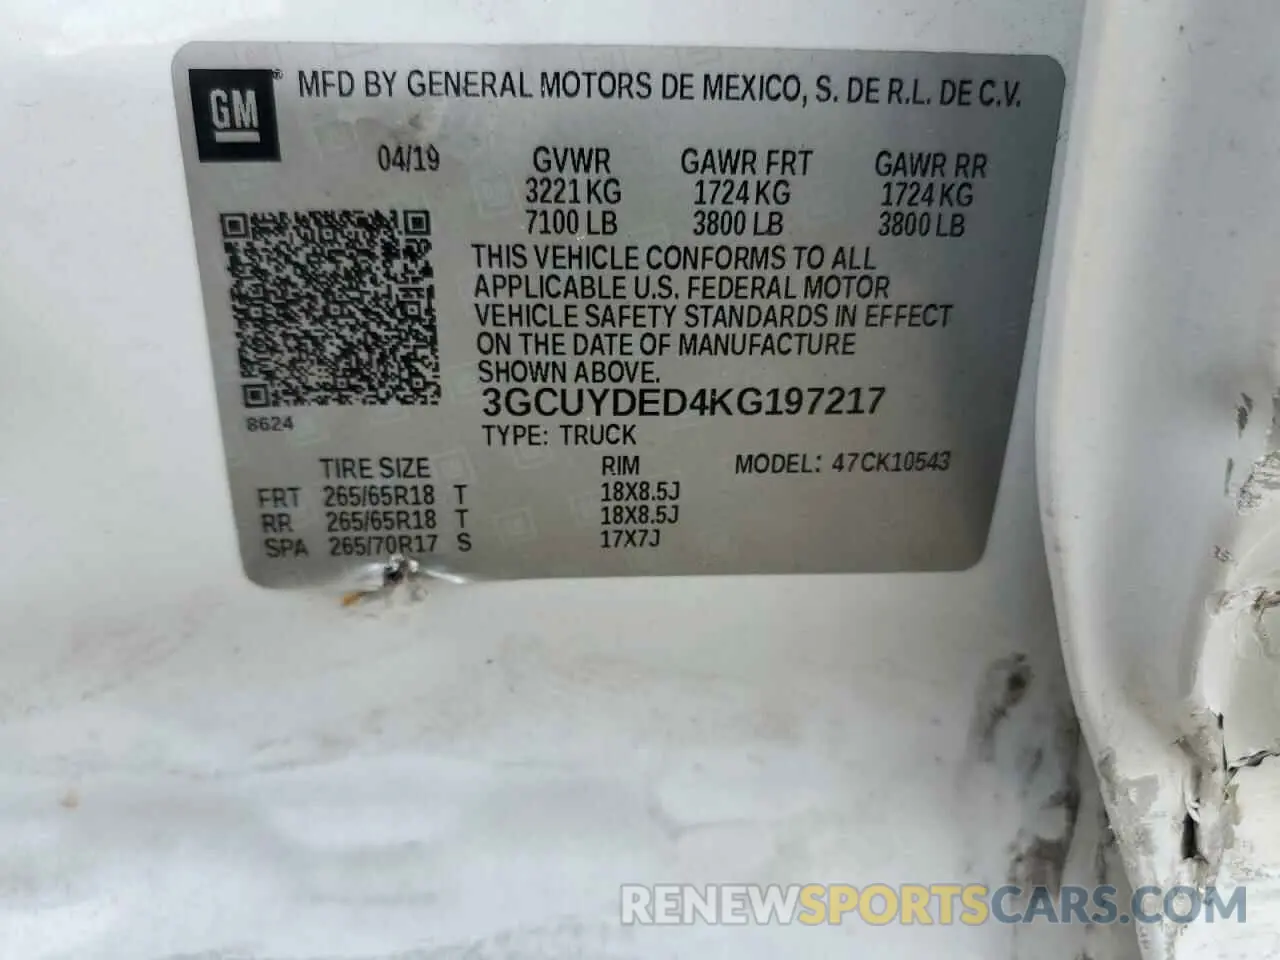 GM® MFD BY GENERAL MOTORS DE MEXICO, S. DE R.L. DE C.V.
04/19 GVWR GAWR FRT GAWR RR
3221 KG 1724 KG 1724 KG
7100 LB 3800 LB 3800 LB
THIS VEHICLE CONFORMS TO ALL
APPLICABLE U.S. FEDERAL MOTOR
VEHICLE SAFETY STANDARDS IN EFFECT
ON THE DATE OF MANUFACTURE
SHOWN ABOVE.
3GCUYDED4KG197217
8624
TYPE: TRUCK
TIRE SIZE RIM MODEL: 47CK10543
FRT 265/65R18 T 18X8.5J
RR 265/65R18 T 18X8.5J
SPA 265/70R17 S 17X7J
RENEWSPORTSCARS.COM